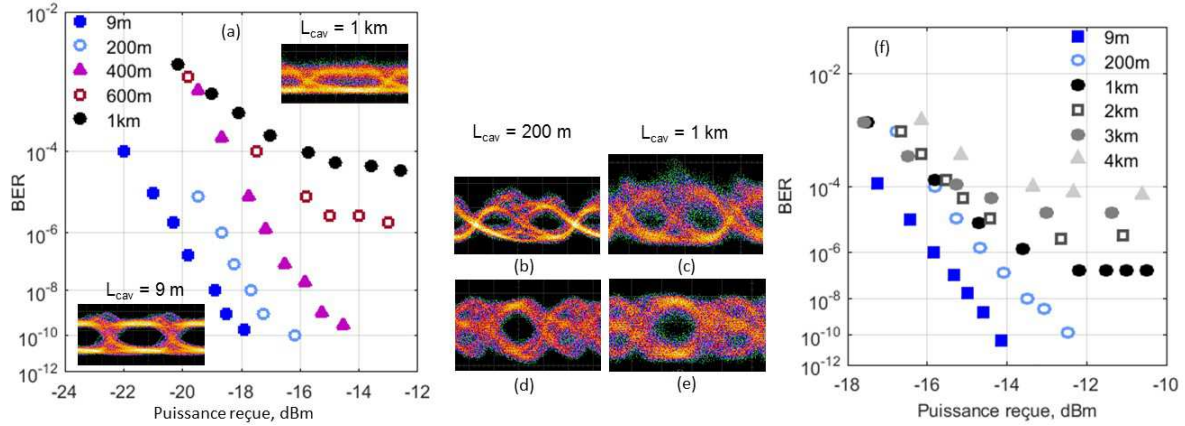 (a)
L_cav = 1 km
9m
200m
400m
600m
1km
L_cav = 9 m
10^-2
10^-4
10^-6
10^-8
10^-10
10^-12
BER
-24
-22
-20
-18
-16
-14
-12
Puissance reçue, dBm
L_cav = 200 m
L_cav = 1 km
(b)
(c)
(d)
(e)
(f)
9m
200m
1km
2km
3km
4km
10^-2
10^-4
10^-6
10^-8
10^-10
10^-12
BER
-18
-16
-14
-12
-10
Puissance reçue, dBm